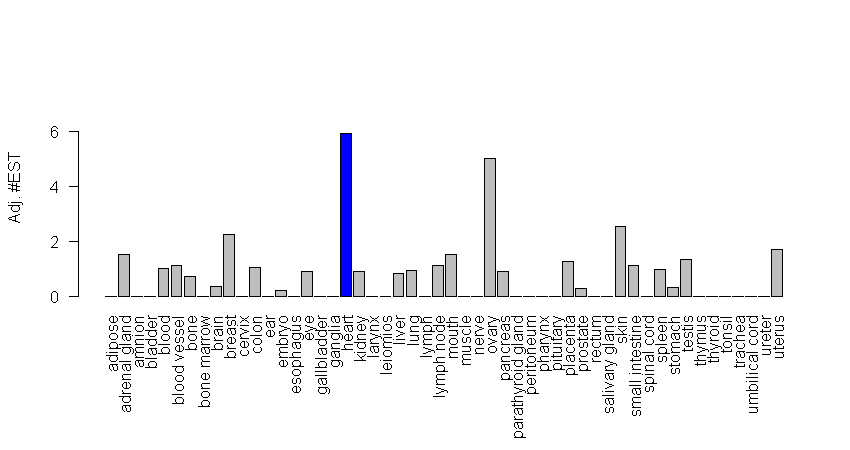 Adj. #EST
6
4
2
0
adipose
adrenal gland
amnion
bladder
blood
blood vessel
bone
bone marrow
brain
breast
cervix
colon
ear
embryo
esophagus
eye
gallbladder
ganglia
heart
kidney
larynx
leiomios
liver
lung
lymph
lymph node
mouth
muscle
nerve
ovary
pancreas
parathyroid gland
peritoneum
pharynx
pituitary
placenta
prostate
rectum
salivary gland
skin
small intestine
spinal cord
spleen
stomach
testis
thymus
thyroid
tonsil
trachea
umbilical cord
ureter
uterus